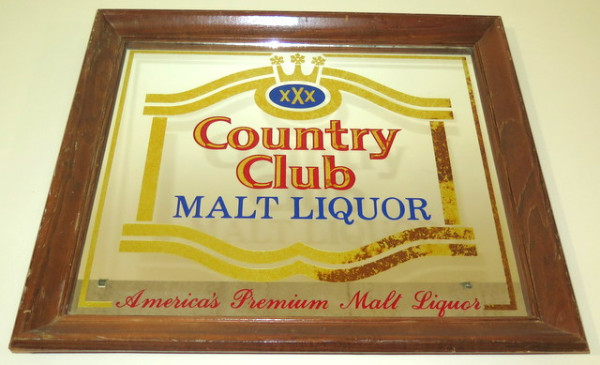 xXx
Country
Club
MALT LIQUOR
America's Premium Malt Liquor